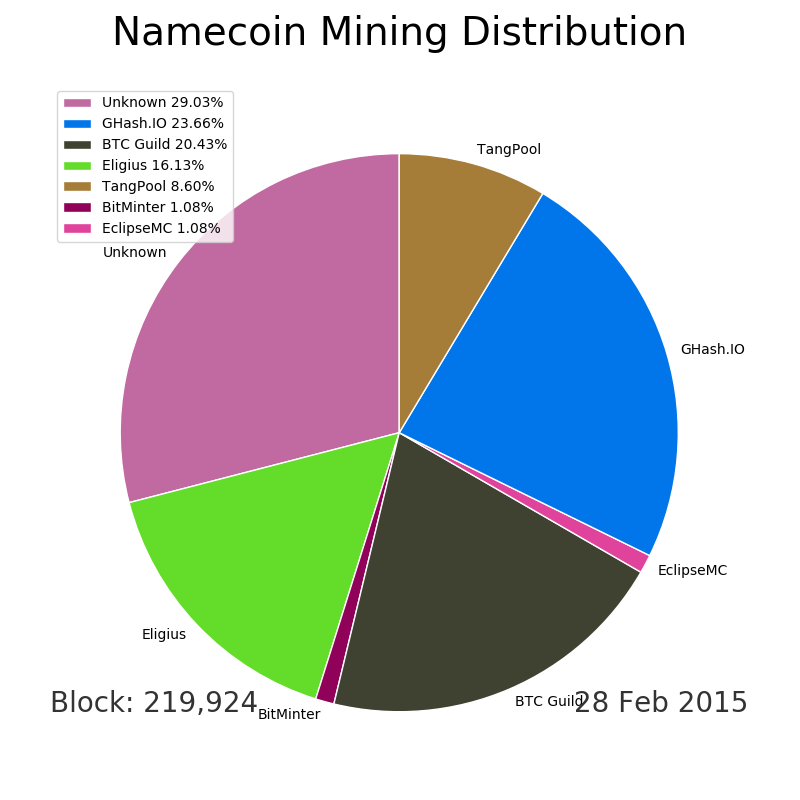 Namecoin Mining Distribution
Unknown 29.03%
GHash.IO 23.66%
BTC Guild 20.43%
Eligius 16.13%
TangPool 8.60%
BitMinter 1.08%
EclipseMC 1.08%
TangPool
Unknown
GHash.IO
EclipseMC
Eligius
BTC Guild
BitMinter
Block: 219,924
28 Feb 2015